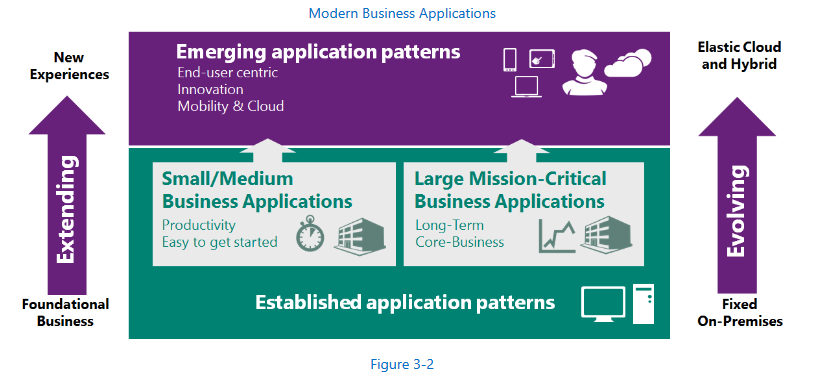 Modern Business Applications
New
Experiences
Extending
Foundational
Business
Emerging application patterns
End-user centric
Innovation
Mobility & Cloud
Small/Medium
Business Applications
Productivity
Easy to get started
Large Mission-Critical
Business Applications
Long-Term
Core-Business
Established application patterns
Elastic Cloud
and Hybrid
Evolving
Fixed
On-Premises
Figure 3-2